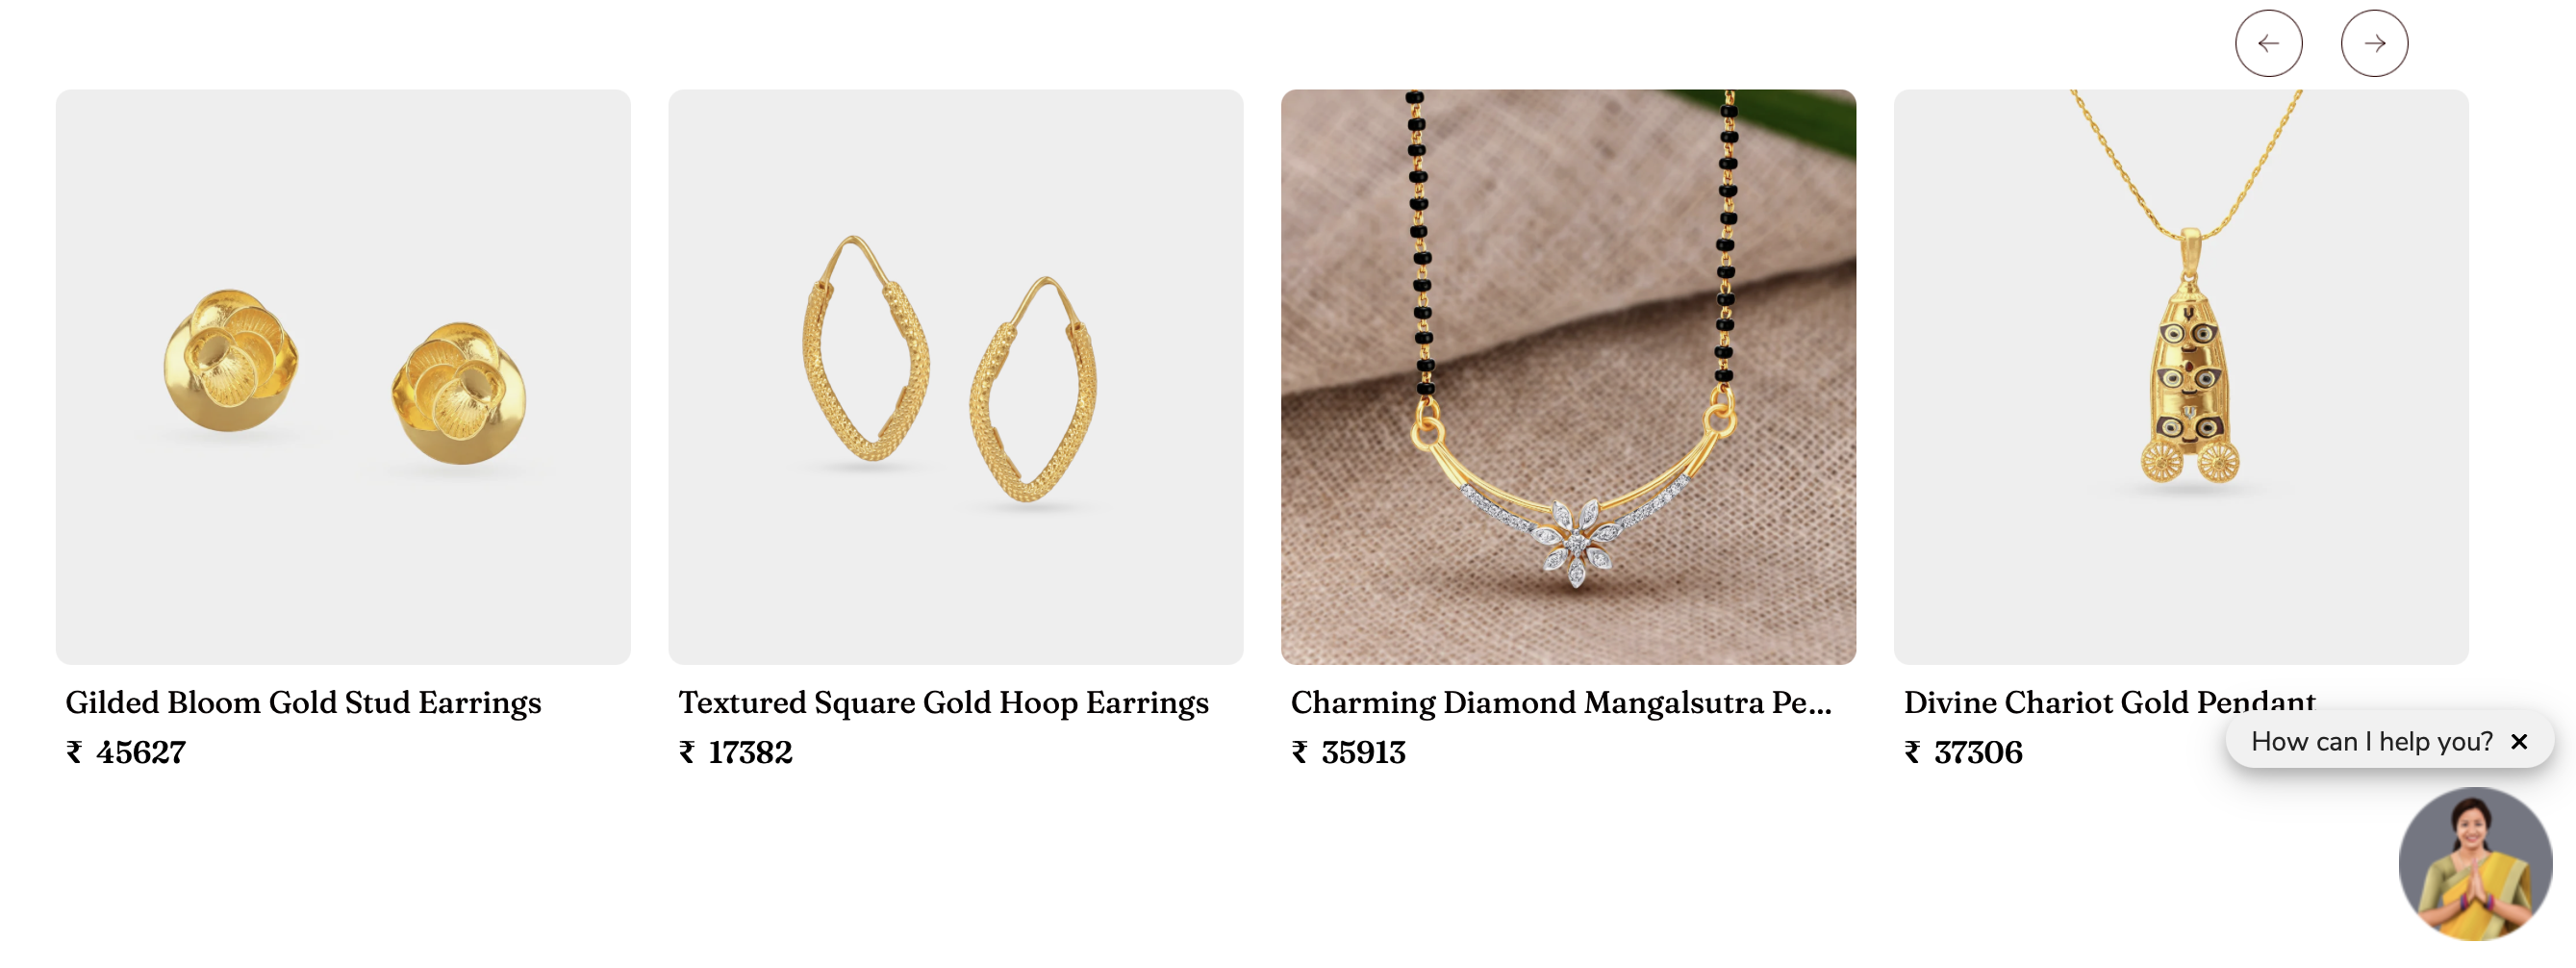 Gilded Bloom Gold Stud Earrings
₹ 45627
Textured Square Gold Hoop Earrings
₹ 17382
Charming Diamond Mangalsutra Pe...
₹ 35913
Divine Chariot Gold Pendant
₹ 37306
How can I help you? ×